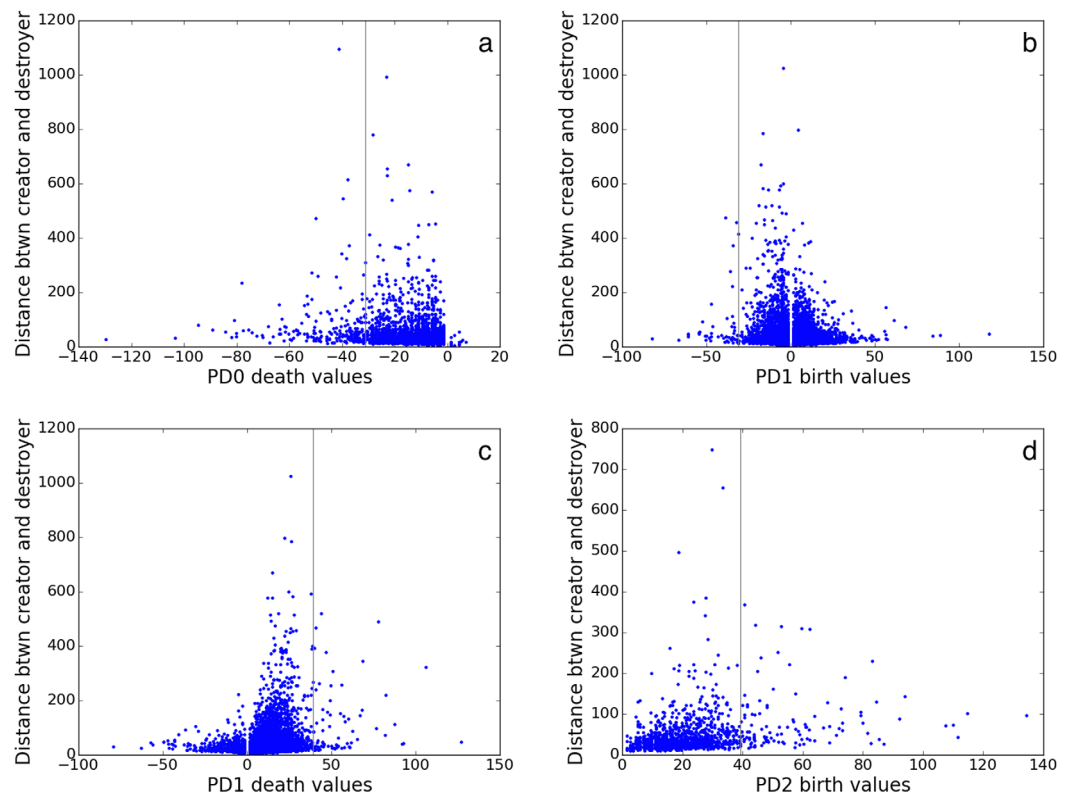 a
Distance btwn creator and destroyer
1200
1000
800
600
400
200
0
−140 −120 −100 −80 −60 −40 −20 0 20
PD0 death values
b
Distance btwn creator and destroyer
1200
1000
800
600
400
200
0
−100 −50 0 50 100 150
PD1 birth values
c
Distance btwn creator and destroyer
1200
1000
800
600
400
200
0
−100 −50 0 50 100 150
PD1 death values
d
Distance btwn creator and destroyer
800
700
600
500
400
300
200
100
0
0 20 40 60 80 100 120 140
PD2 birth values